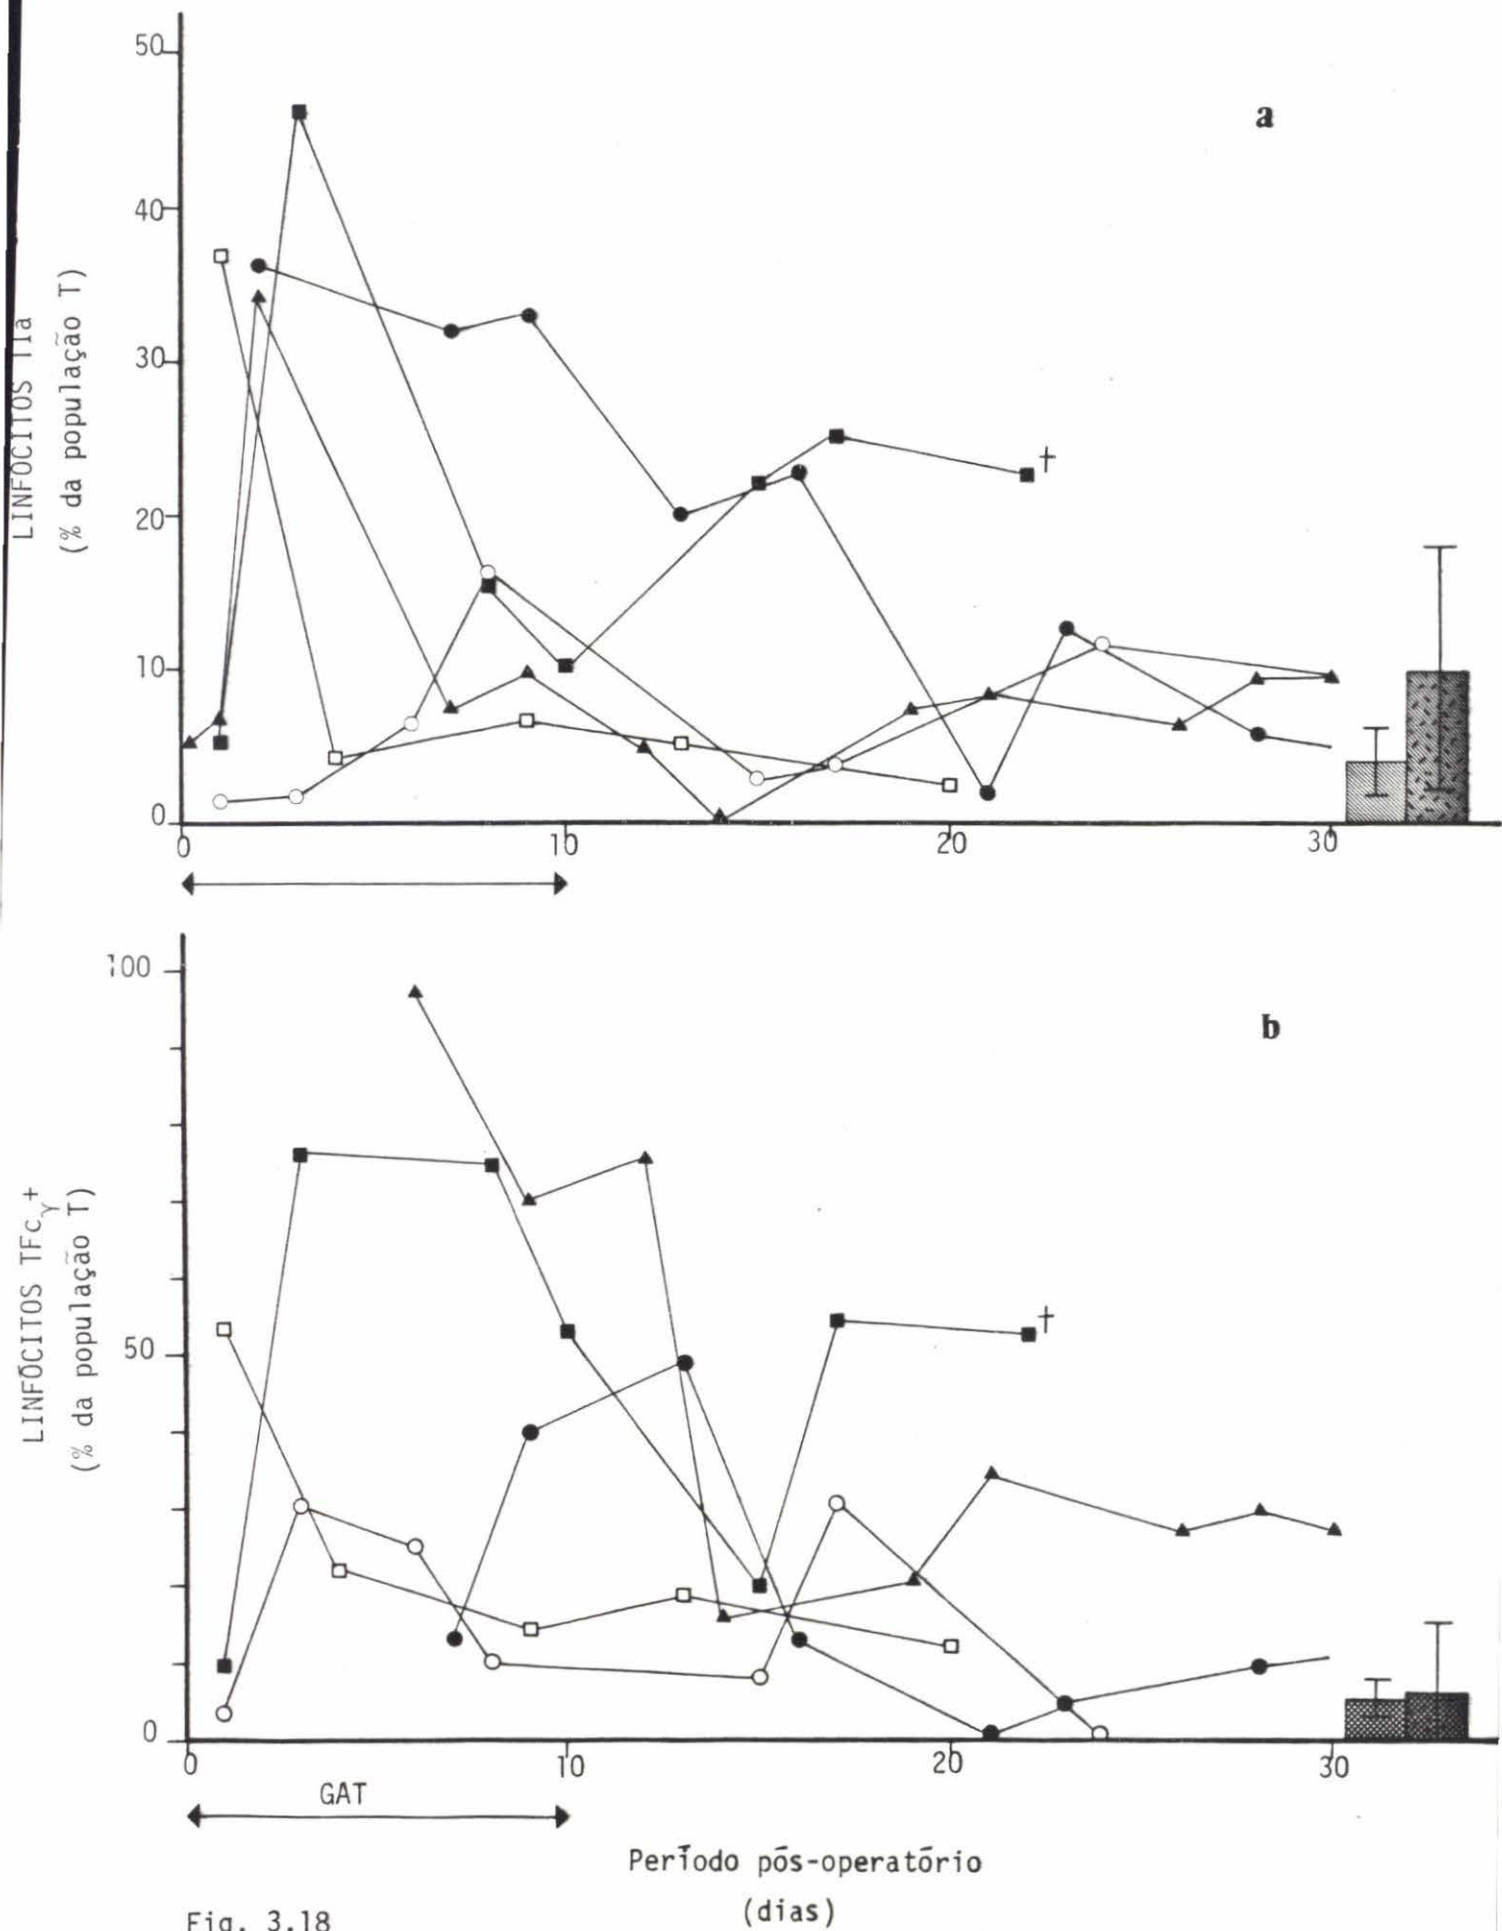 50
40
30
20
10
0
LINFÓCITOS TIa
(% da população T)
a
†
0 10 20 30
100
50
0
LINFÓCITOS TFcγ+
(% da população T)
b
†
0 10 20 30
GAT
Período pós-operatório
(dias)
Fig. 3.18